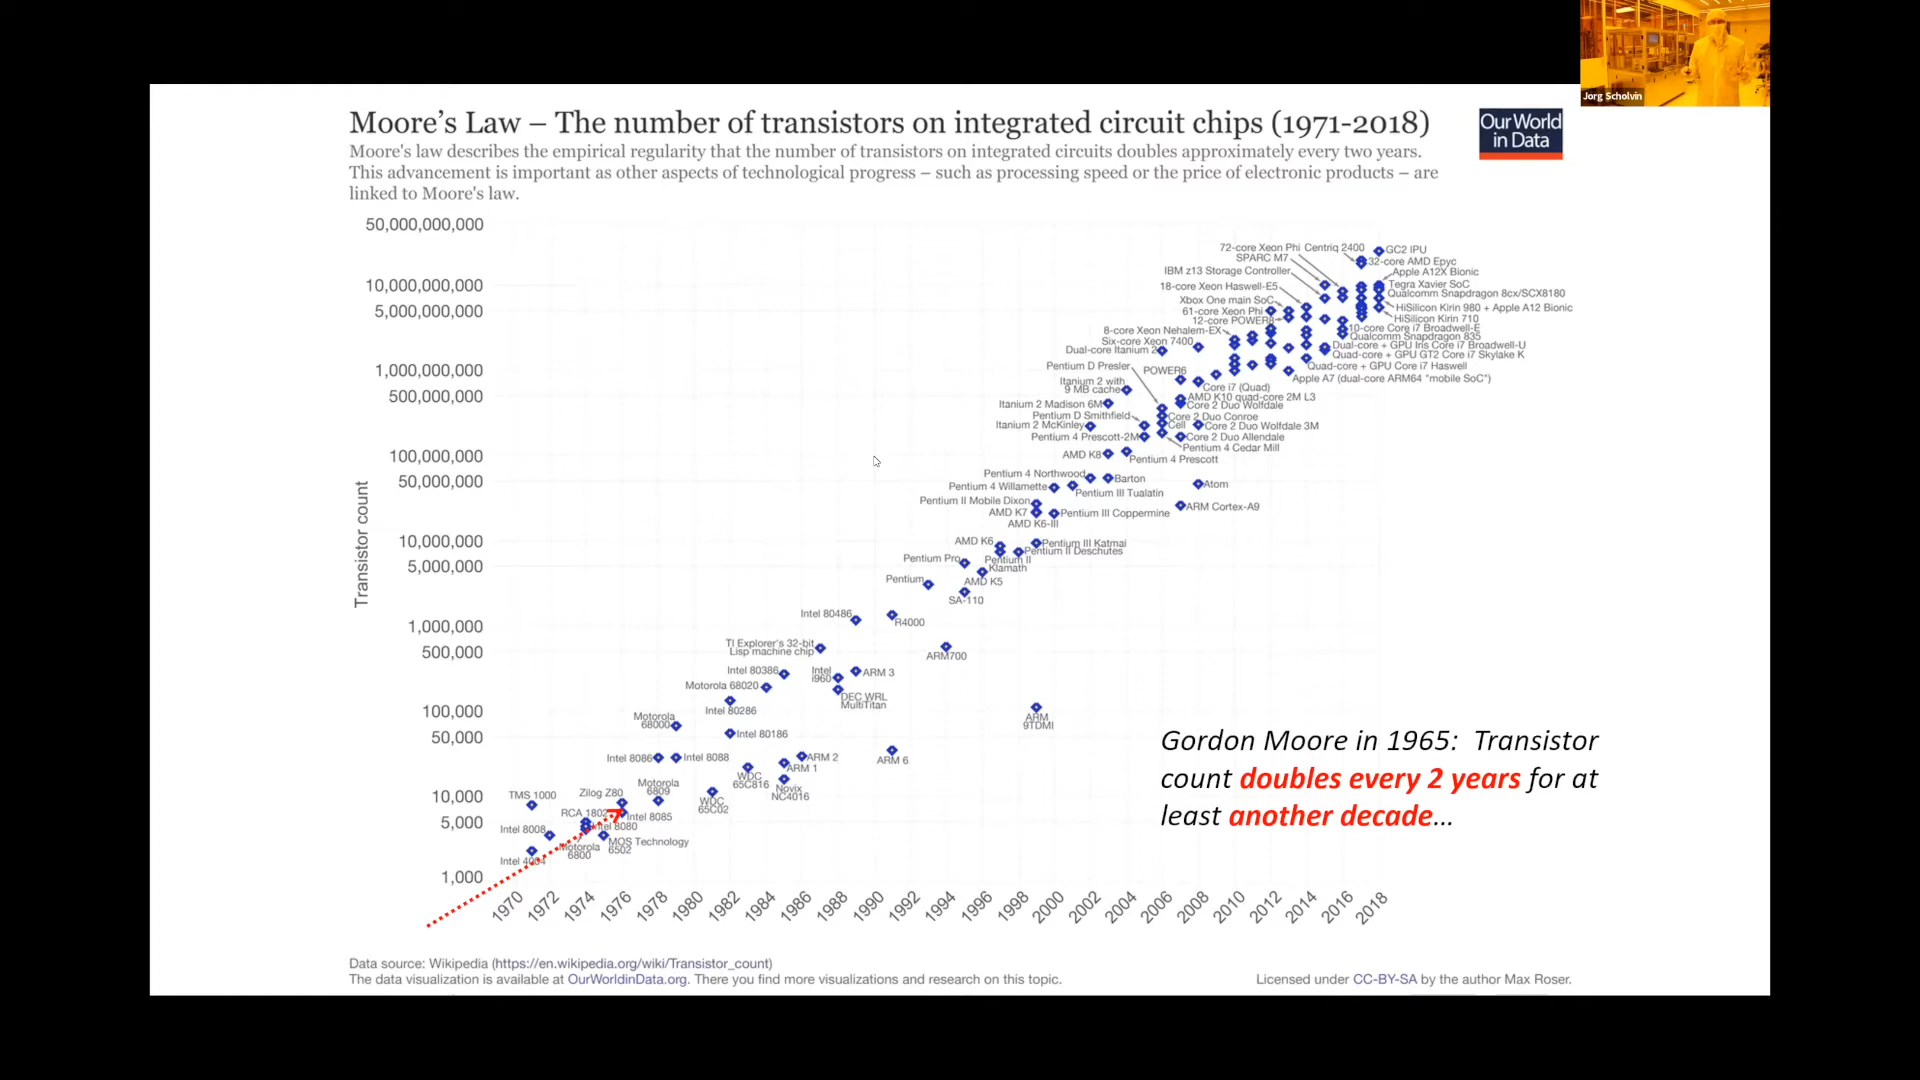 Jorg Scholvin
Moore's Law – The number of transistors on integrated circuit chips (1971-2018)
Our World
in Data
Moore's law describes the empirical regularity that the number of transistors on integrated circuits doubles approximately every two years.
This advancement is important as other aspects of technological progress – such as processing speed or the price of electronic products – are
linked to Moore's law.
Transistor count
50,000,000,000
10,000,000,000
5,000,000,000
1,000,000,000
500,000,000
100,000,000
50,000,000
10,000,000
5,000,000
1,000,000
500,000
100,000
50,000
10,000
5,000
1,000
72-core Xeon Phi
Centriq 2400
GC2 IPU
SPARC M7
32-core AMD Epyc
IBM z13 Storage Controller
Apple A12X Bionic
18-core Xeon Haswell-E5
Tegra Xavier SoC
Qualcomm Snapdragon 8cx/SCX8180
Xbox One main SoC
61-core Xeon Phi
HiSilicon Kirin 980 + Apple A12 Bionic
12-core POWER8
HiSilicon Kirin 710
8-core Xeon Nehalem-EX
10-core Core i7 Broadwell-E
Six-core Xeon 7400
Qualcomm Snapdragon 835
Dual-core Itanium 2
Dual-core + GPU Iris Core i7 Broadwell-U
Quad-core + GPU GT2 Core i7 Skylake K
Pentium D Presler
POWER6
Quad-core + GPU Core i7 Haswell
Itanium 2 with
9 MB cache
Apple A7 (dual-core ARM64 "mobile SoC")
Core i7 (Quad)
AMD K10 quad-core 2M L3
Itanium 2 Madison 6M
Core 2 Duo Wolfdale
Pentium D Smithfield
Core 2 Duo Conroe
Itanium 2 McKinley
Cell
Core 2 Duo Wolfdale 3M
Pentium 4 Prescott-2M
Core 2 Duo Allendale
Pentium 4 Cedar Mill
AMD K8
Pentium 4 Prescott
Pentium 4 Northwood
Barton
Atom
Pentium 4 Willamette
Pentium III Tualatin
Pentium II Mobile Dixon
ARM Cortex-A9
AMD K7
Pentium III Coppermine
AMD K6-III
AMD K6
Pentium III Katmai
Pentium II Deschutes
Pentium Pro
Pentium II
Klamath
Pentium
AMD K5
SA-110
Intel 80486
R4000
TI Explorer's 32-bit
Lisp machine chip
ARM700
Intel 80386
Intel
i960
ARM 3
Motorola 68020
DEC WRL
MultiTitan
Intel 80286
ARM
9TDMI
Motorola
68000
Intel 80186
Intel 8086
Intel 8088
ARM 2
ARM 6
ARM 1
WDC
65C816
Novix
NC4016
Motorola
6809
TMS 1000
Zilog Z80
WDC
65C02
RCA 1802
Intel 8085
Intel 8008
Intel 8080
MOS Technology
6502
Motorola
6800
Intel 4004
Gordon Moore in 1965: Transistor
count doubles every 2 years for at
least another decade…
1970
1972
1974
1976
1978
1980
1982
1984
1986
1988
1990
1992
1994
1996
1998
2000
2002
2004
2006
2008
2010
2012
2014
2016
2018
Data source: Wikipedia (https://en.wikipedia.org/wiki/Transistor_count)
The data visualization is available at OurWorldinData.org. There you find more visualizations and research on this topic.
Licensed under CC-BY-SA by the author Max Roser.